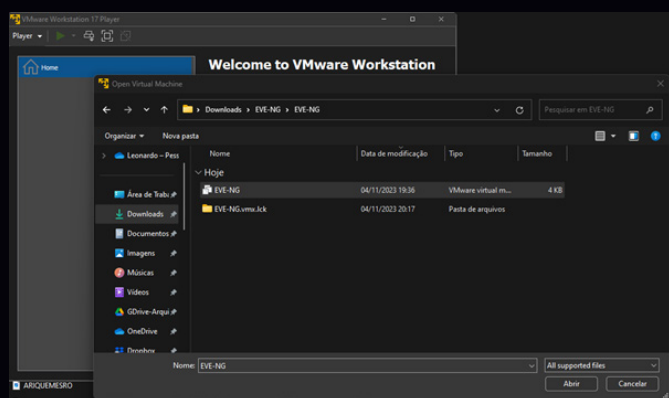 VMware Workstation 17 Player
Player
Home
Welcome to VMware Workstation
Open Virtual Machine
Downloads > EVE-NG > EVE-NG
Pesquisar em EVE-NG
Organizar
Nova pasta
Leonardo – Pess
Nome
Data de modificação
Tipo
Tamanho
Hoje
EVE-NG
04/11/2023 19:36
VMware virtual m...
4 KB
EVE-NG.vmx.lck
04/11/2023 20:17
Pasta de arquivos
Área de Traba
Downloads
Documentos
Imagens
Músicas
Vídeos
GDrive-Arqui
OneDrive
Dropbox
Nome:
EVE-NG
All supported files
Abrir
Cancelar
ARIQUEMESRO